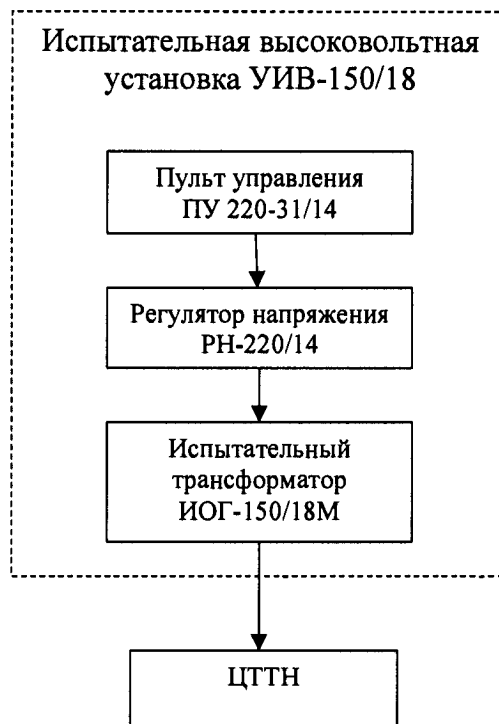 Испытательная высоковольтная
установка УИВ-150/18
Пульт управления
ПУ 220-31/14
Регулятор напряжения
РН-220/14
Испытательный
трансформатор
ИОГ-150/18М
ЦТТН